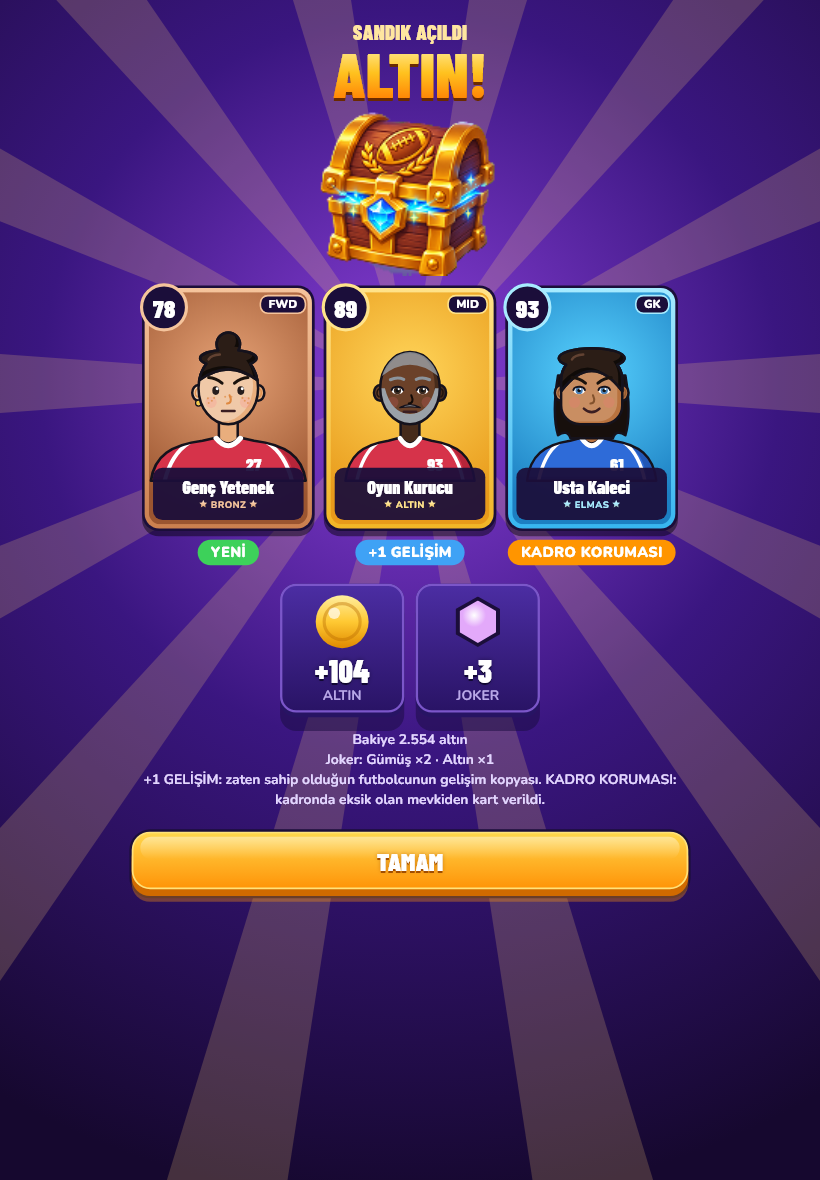 SANDIK AÇILDI
ALTIN!
78
FWD
27
Genç Yetenek
★ BRONZ ★
89
MID
93
Oyun Kurucu
★ ALTIN ★
93
GK
61
Usta Kaleci
★ ELMAS ★
YENİ
+1 GELİŞİM
KADRO KORUMASI
+104
ALTIN
+3
JOKER
Bakiye 2.554 altın
Joker: Gümüş ×2 · Altın ×1
+1 GELİŞİM: zaten sahip olduğun futbolcunun gelişim kopyası. KADRO KORUMASI:
kadronda eksik olan mevkiden kart verildi.
TAMAM